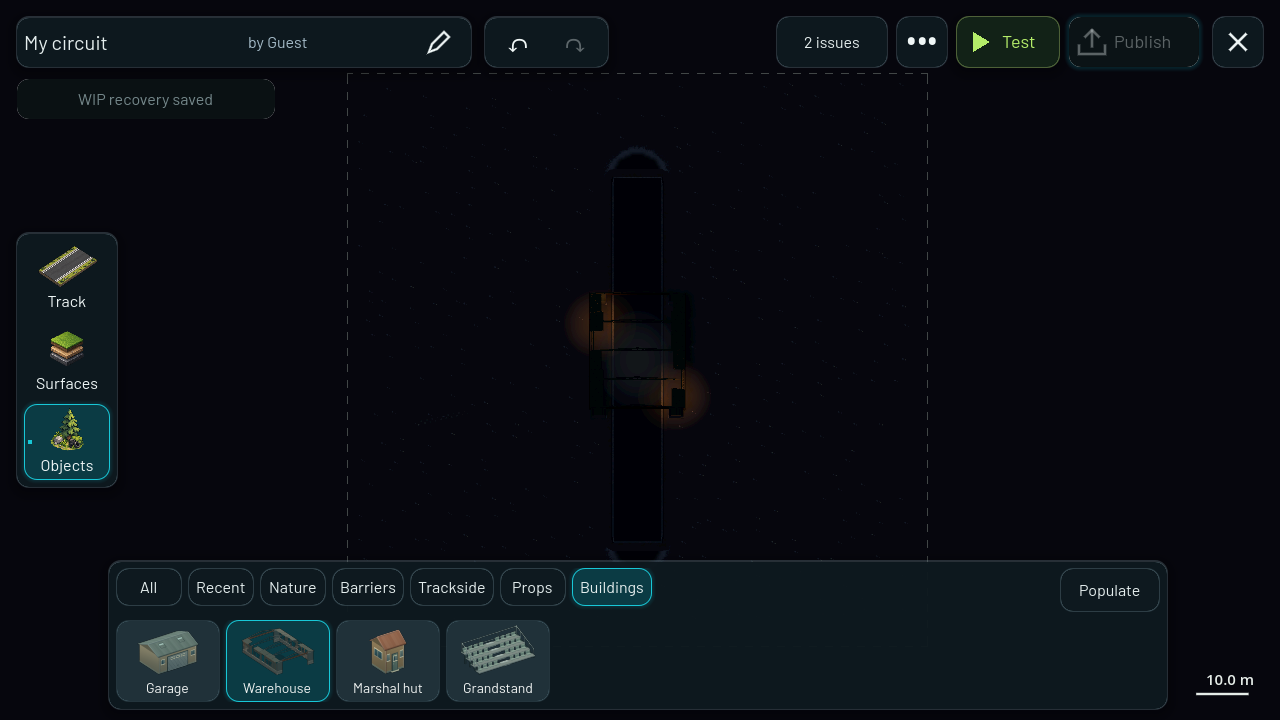 My circuit
by Guest
2 issues
Test
Publish
WIP recovery saved
Track
Surfaces
Objects
All
Recent
Nature
Barriers
Trackside
Props
Buildings
Populate
Garage
Warehouse
Marshal hut
Grandstand
10.0 m